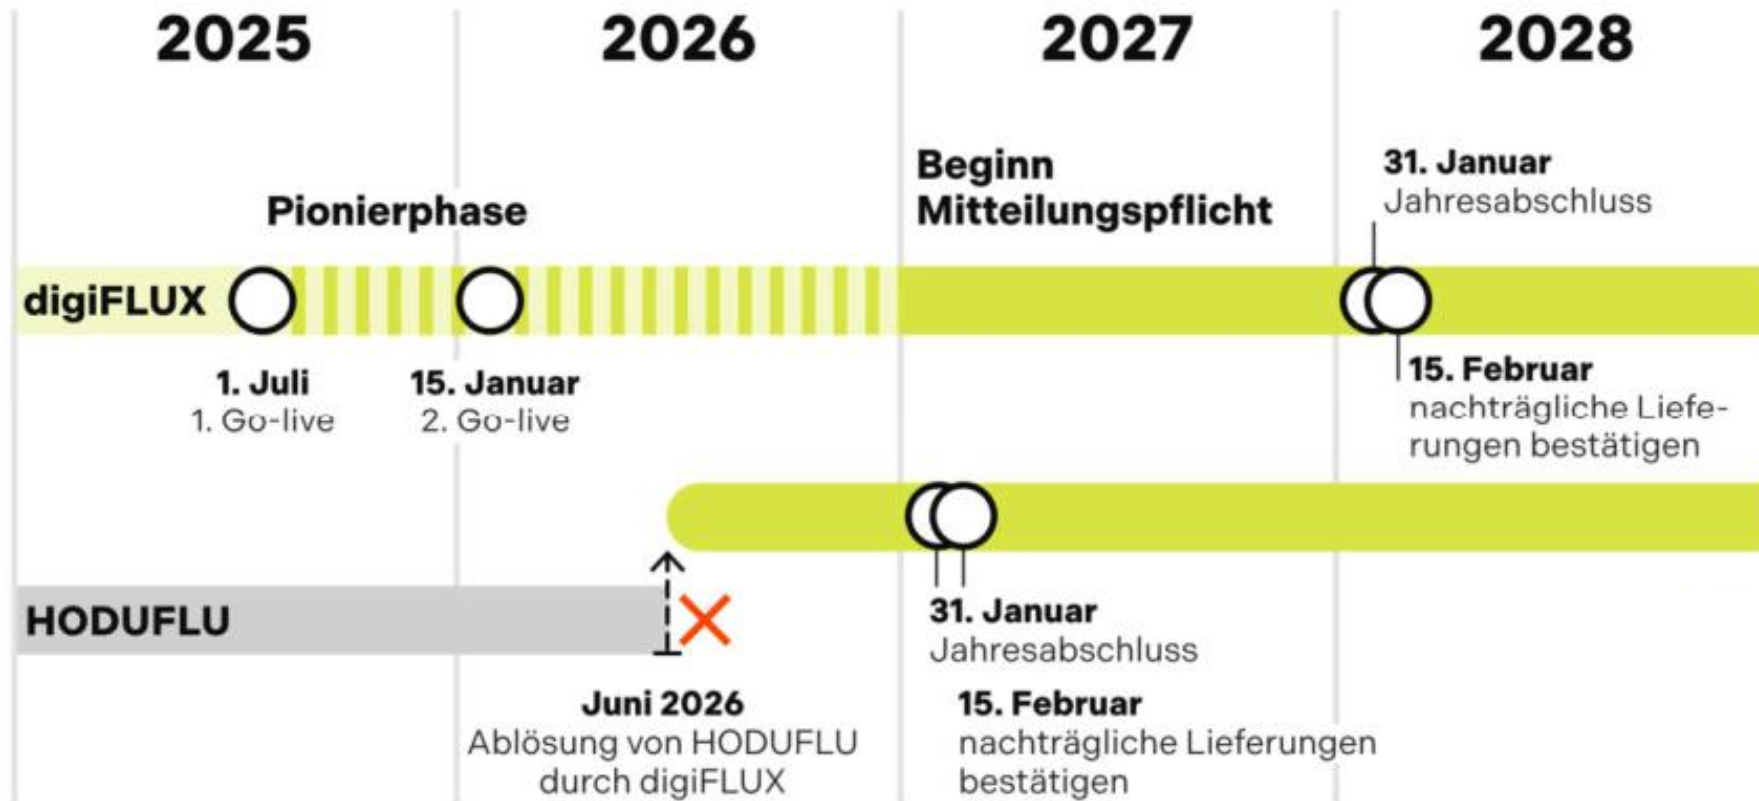 2025
2026
2027
2028
Pionierphase
Beginn
Mitteilungspflicht
31. Januar
Jahresabschluss
digiFLUX
1. Juli
1. Go-live
15. Januar
2. Go-live
15. Februar
nachträgliche Liefe-
rungen bestätigen
HODUFLU
Juni 2026
Ablösung von HODUFLU
durch digiFLUX
31. Januar
Jahresabschluss
15. Februar
nachträgliche Lieferungen
bestätigen